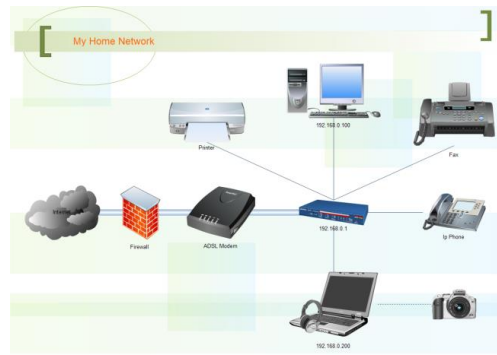 My Home Network
192.168.0.100
Printer
Fax
Firewall
ADSL Modem
192.168.0.1
Ip Phone
192.168.0.200